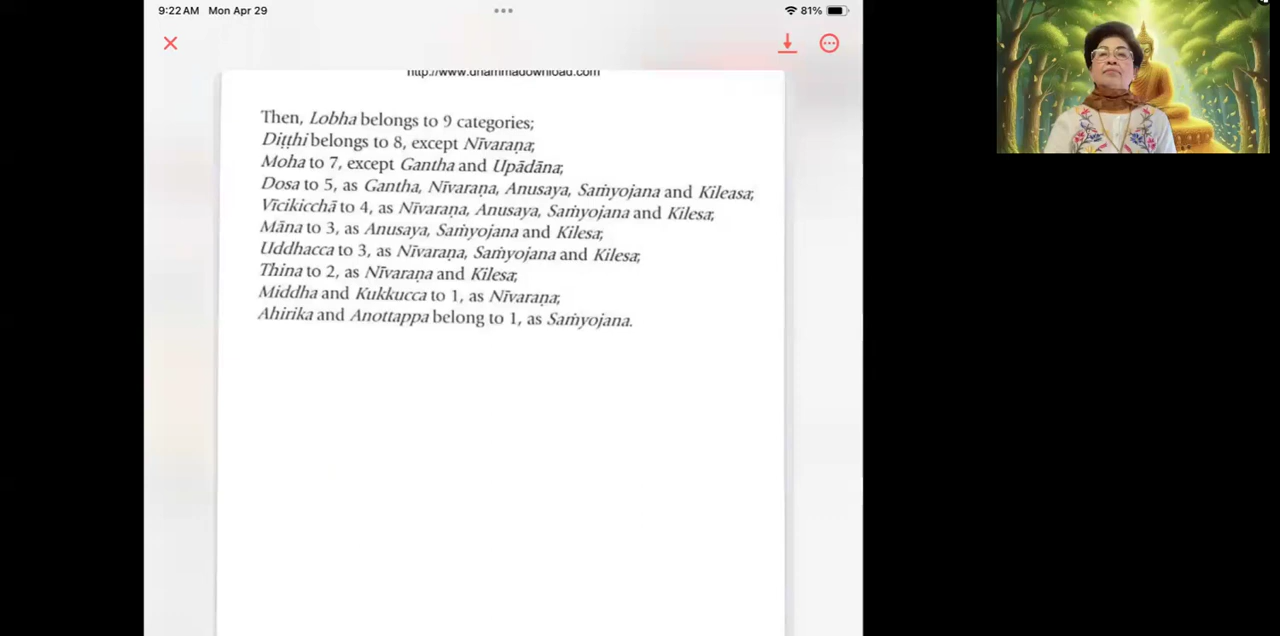 9:22 AM Mon Apr 29
81%
http://www.dhammadownload.com
Then, Lobha belongs to 9 categories;
Diṭṭhi belongs to 8, except Nīvaraṇa;
Moha to 7, except Gantha and Upādāna;
Dosa to 5, as Gantha, Nīvaraṇa, Anusaya, Saṁyojana and Kileasa;
Vīcikicchā to 4, as Nīvaraṇa, Anusaya, Saṁyojana and Kilesa;
Māna to 3, as Anusaya, Saṁyojana and Kilesa;
Uddhacca to 3, as Nīvaraṇa, Saṁyojana and Kilesa;
Thina to 2, as Nīvaraṇa and Kilesa;
Middha and Kukkucca to 1, as Nīvaraṇa;
Ahirika and Anottappa belong to 1, as Saṁyojana.